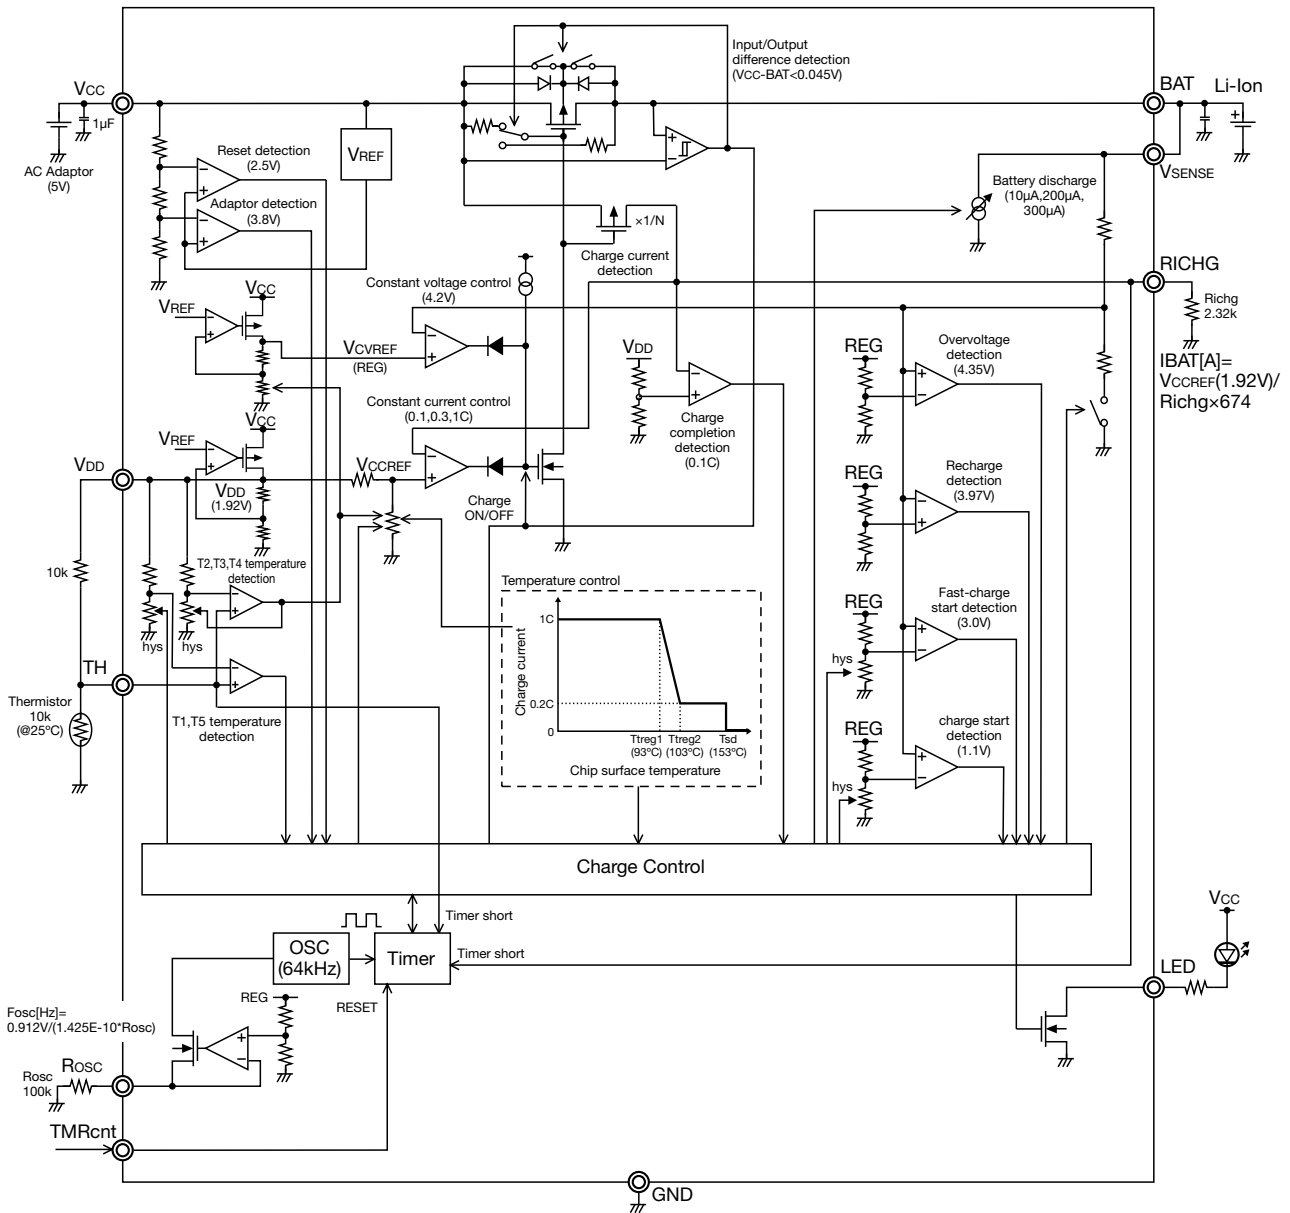 Input/Output
difference detection
(VCC-BAT<0.045V)
VCC
1µF
AC Adaptor
(5V)
Reset detection
(2.5V)
Adaptor detection
(3.8V)
VREF
×1/N
Charge current
detection
BAT
Li-Ion
+
VSENSE
Battery discharge
(10µA,200µA,
300µA)
RICHG
Richg
2.32k
IBAT[A]=
VCCREF(1.92V)/
Richg×674
VCC
VREF
Constant voltage control
(4.2V)
VCVREF
(REG)
Constant current control
(0.1,0.3,1C)
VCC
VREF
VDD
VDD
(1.92V)
VCCREF
Charge
ON/OFF
VDD
Charge
completion
detection
(0.1C)
REG
Overvoltage
detection
(4.35V)
REG
Recharge
detection
(3.97V)
REG
Fast-charge
start detection
(3.0V)
hys
REG
charge start
detection
(1.1V)
hys
10k
T2,T3,T4 temperature
detection
hys
hys
TH
Thermistor
10k
(@25°C)
T1,T5 temperature
detection
Temperature control
Charge current
1C
0.2C
0
Ttreg1
(93°C)
Ttreg2
(103°C)
Tsd
(153°C)
Chip surface temperature
Charge Control
Timer short
OSC
(64kHz)
Timer
Timer short
REG
RESET
Fosc[Hz]=
0.912V/(1.425E-10*Rosc)
ROSC
Rosc
100k
TMRcnt
VCC
LED
GND